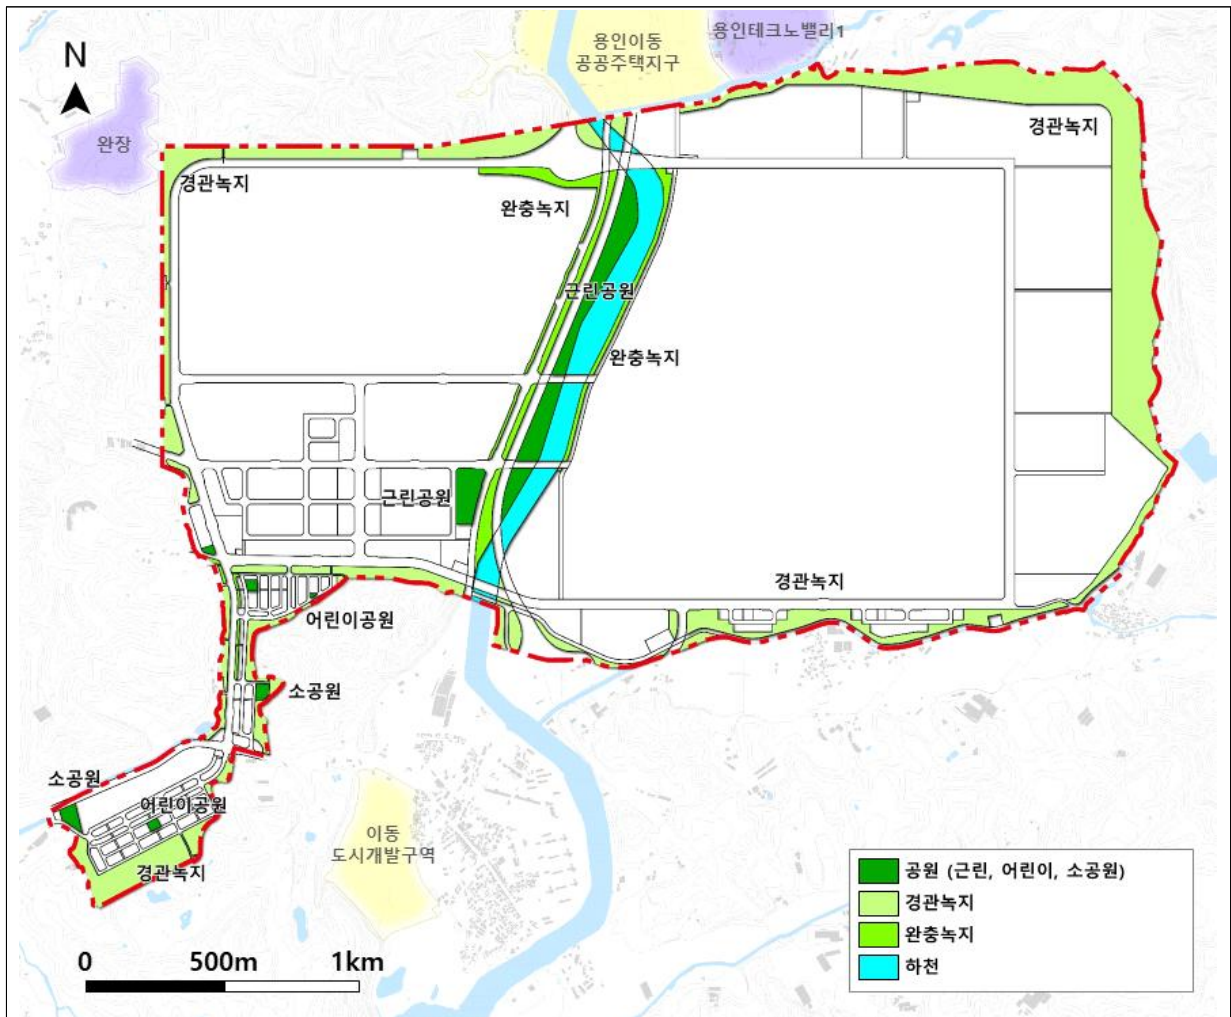 용인테크노밸리1
용인이동
공공주택지구
N
완장
경관녹지
경관녹지
완충녹지
근린공원
완충녹지
근린공원
경관녹지
어린이공원
소공원
소공원
어린이공원
이동
도시개발구역
경관녹지
공원 (근린, 어린이, 소공원)
경관녹지
완충녹지
하천
0 500m 1km